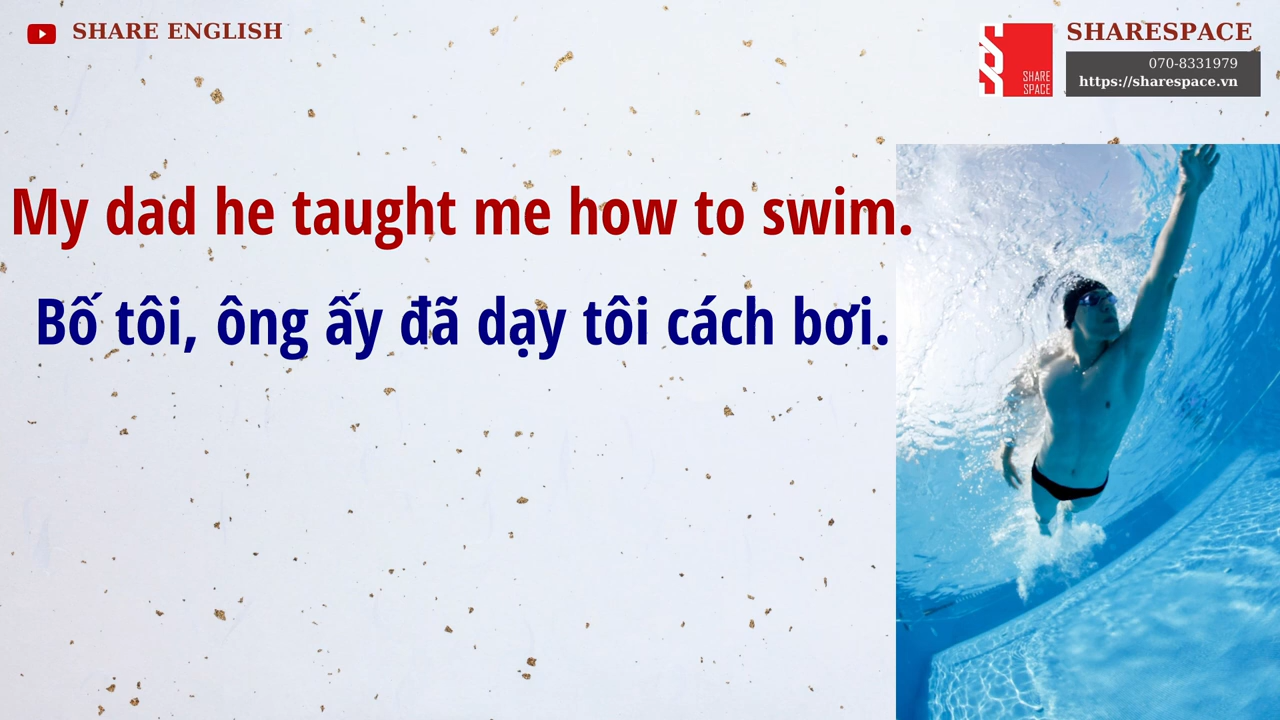 SHARE ENGLISH
SHARESPACE
070-8331979
https://sharespace.vn
SHARE
SPACE
My dad he taught me how to swim.
Bố tôi, ông ấy đã dạy tôi cách bơi.